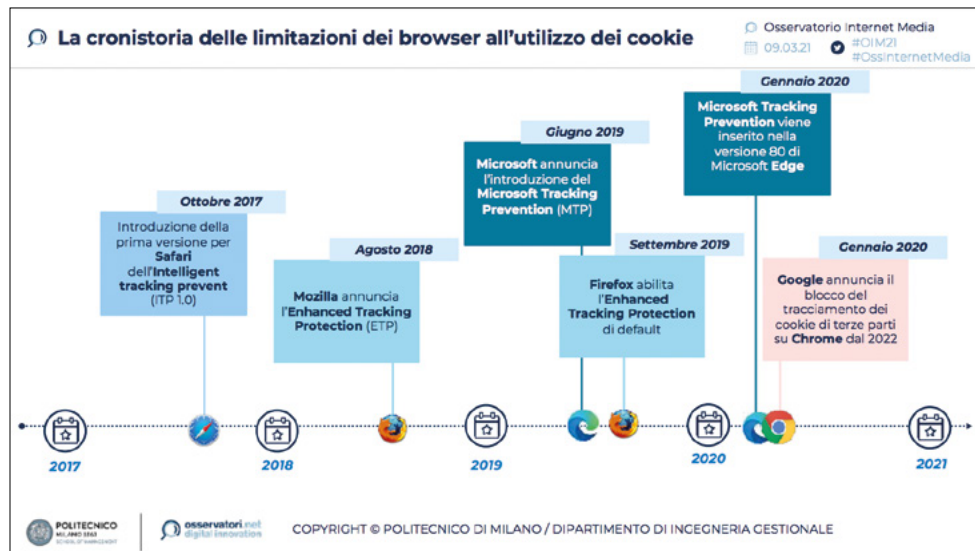 La cronistoria delle limitazioni dei browser all'utilizzo dei cookie
Osservatorio Internet Media
09.03.21
#OIM21
#OssInternetMedia
Ottobre 2017
Introduzione della
prima versione per
Safari
dell'Intelligent
tracking prevent
(ITP 1.0)
Agosto 2018
Mozilla annuncia
l'Enhanced Tracking
Protection (ETP)
Giugno 2019
Microsoft annuncia
l'introduzione del
Microsoft Tracking
Prevention (MTP)
Settembre 2019
Firefox abilita
l'Enhanced
Tracking Protection
di default
Gennaio 2020
Microsoft Tracking
Prevention viene
inserito nella
versione 80 di
Microsoft Edge
Gennaio 2020
Google annuncia il
blocco del
tracciamento dei
cookie di terze parti
su Chrome dal 2022
2017
2018
2019
2020
2021
POLITECNICO
MILANO 1863
SCHOOL OF MANAGEMENT
osservatori.net
digital innovation
COPYRIGHT © POLITECNICO DI MILANO / DIPARTIMENTO DI INGEGNERIA GESTIONALE